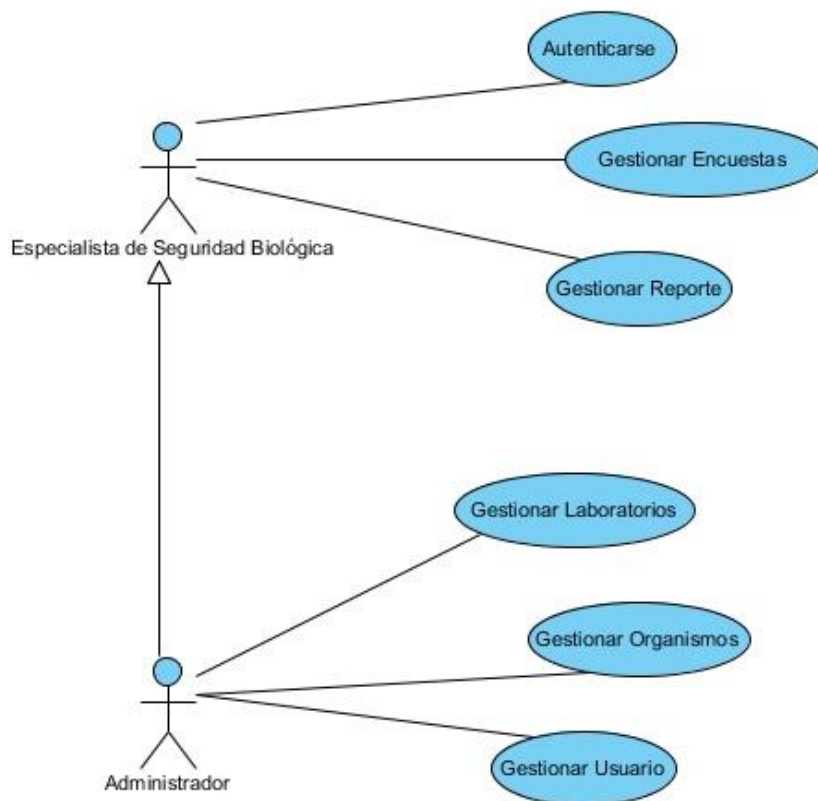 Autenticarse
Gestionar Encuestas
Especialista de Seguridad Biológica
Gestionar Reporte
Gestionar Laboratorios
Gestionar Organismos
Gestionar Usuario
Administrador